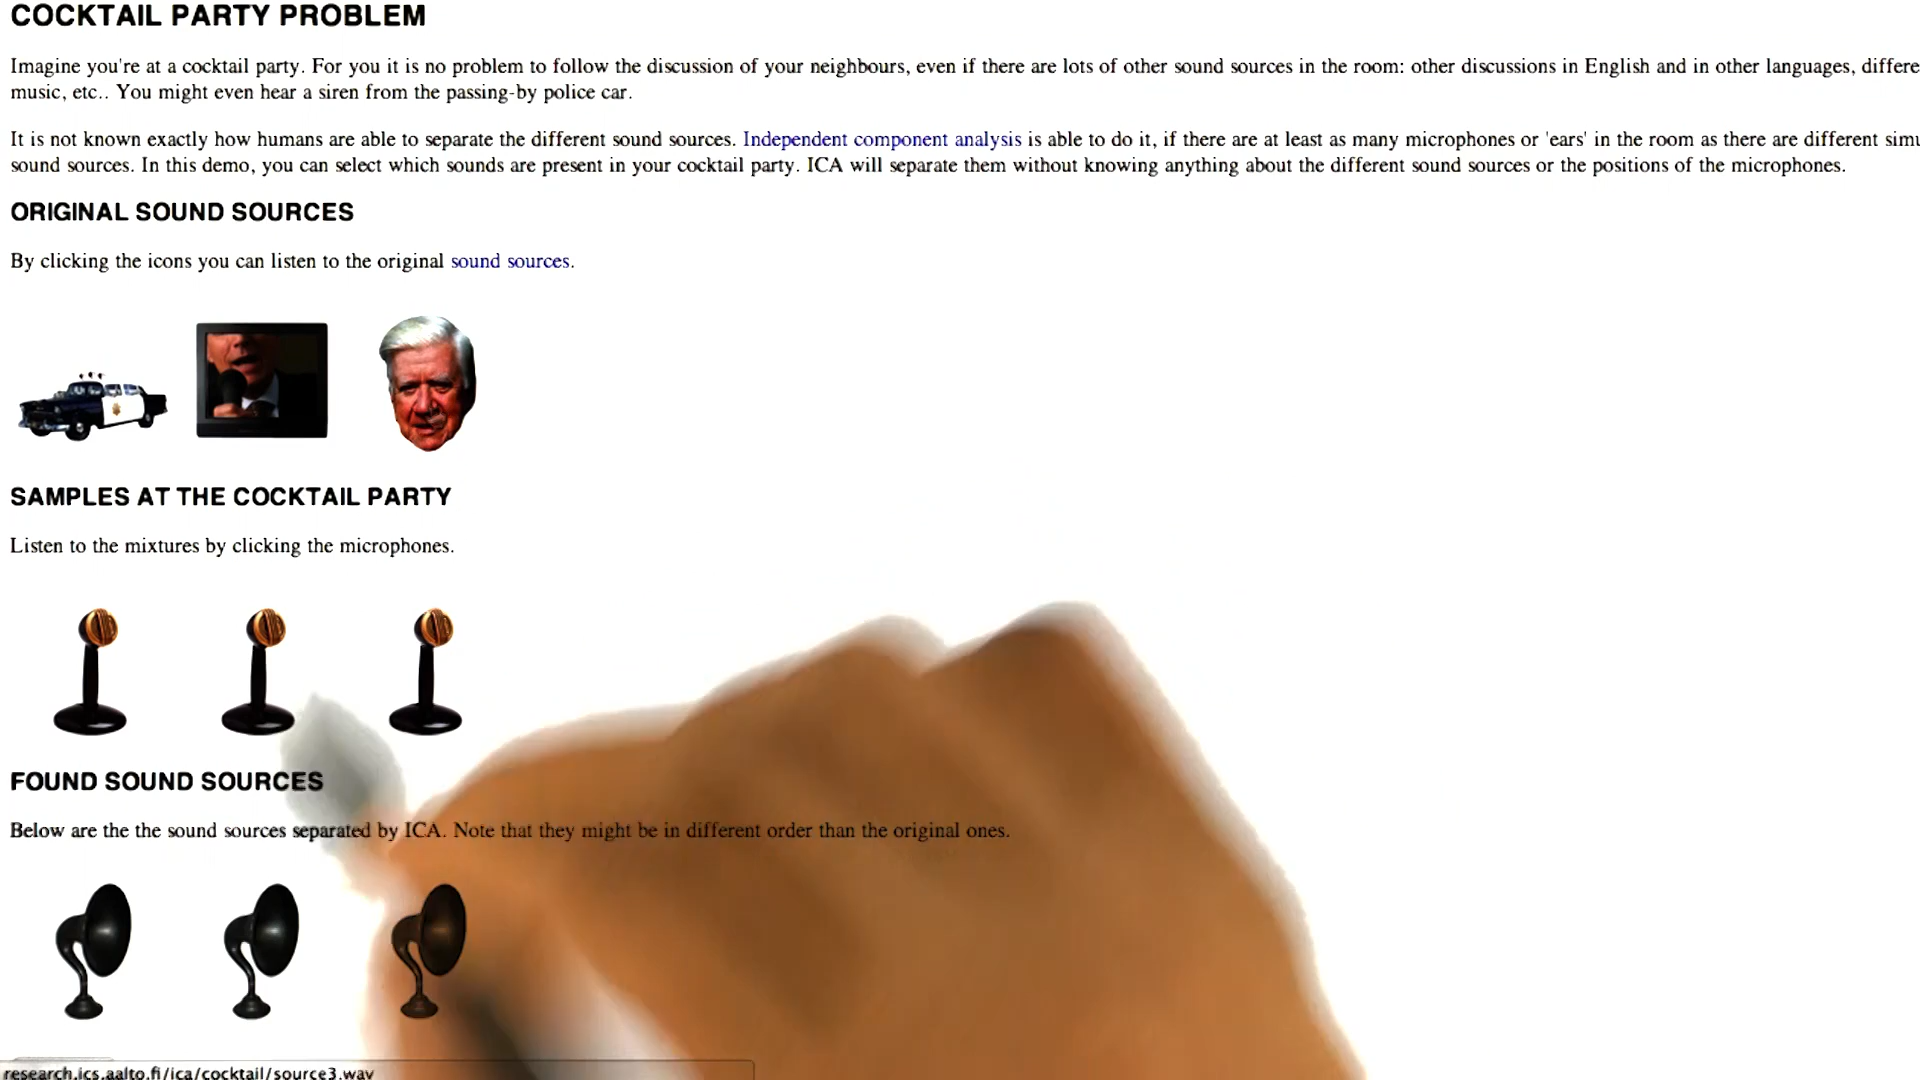 COCKTAIL PARTY PROBLEM
Imagine you're at a cocktail party. For you it is no problem to follow the discussion of your neighbours, even if there are lots of other sound sources in the room: other discussions in English and in other languages, differe
music, etc.. You might even hear a siren from the passing-by police car.
It is not known exactly how humans are able to separate the different sound sources. Independent component analysis is able to do it, if there are at least as many microphones or 'ears' in the room as there are different simu
sound sources. In this demo, you can select which sounds are present in your cocktail party. ICA will separate them without knowing anything about the different sound sources or the positions of the microphones.
ORIGINAL SOUND SOURCES
By clicking the icons you can listen to the original sound sources.
SAMPLES AT THE COCKTAIL PARTY
Listen to the mixtures by clicking the microphones.
FOUND SOUND SOURCES
Below are the the sound sources separated by ICA. Note that they might be in different order than the original ones.
research.ics.aalto.fi/ica/cocktail/source3.wav